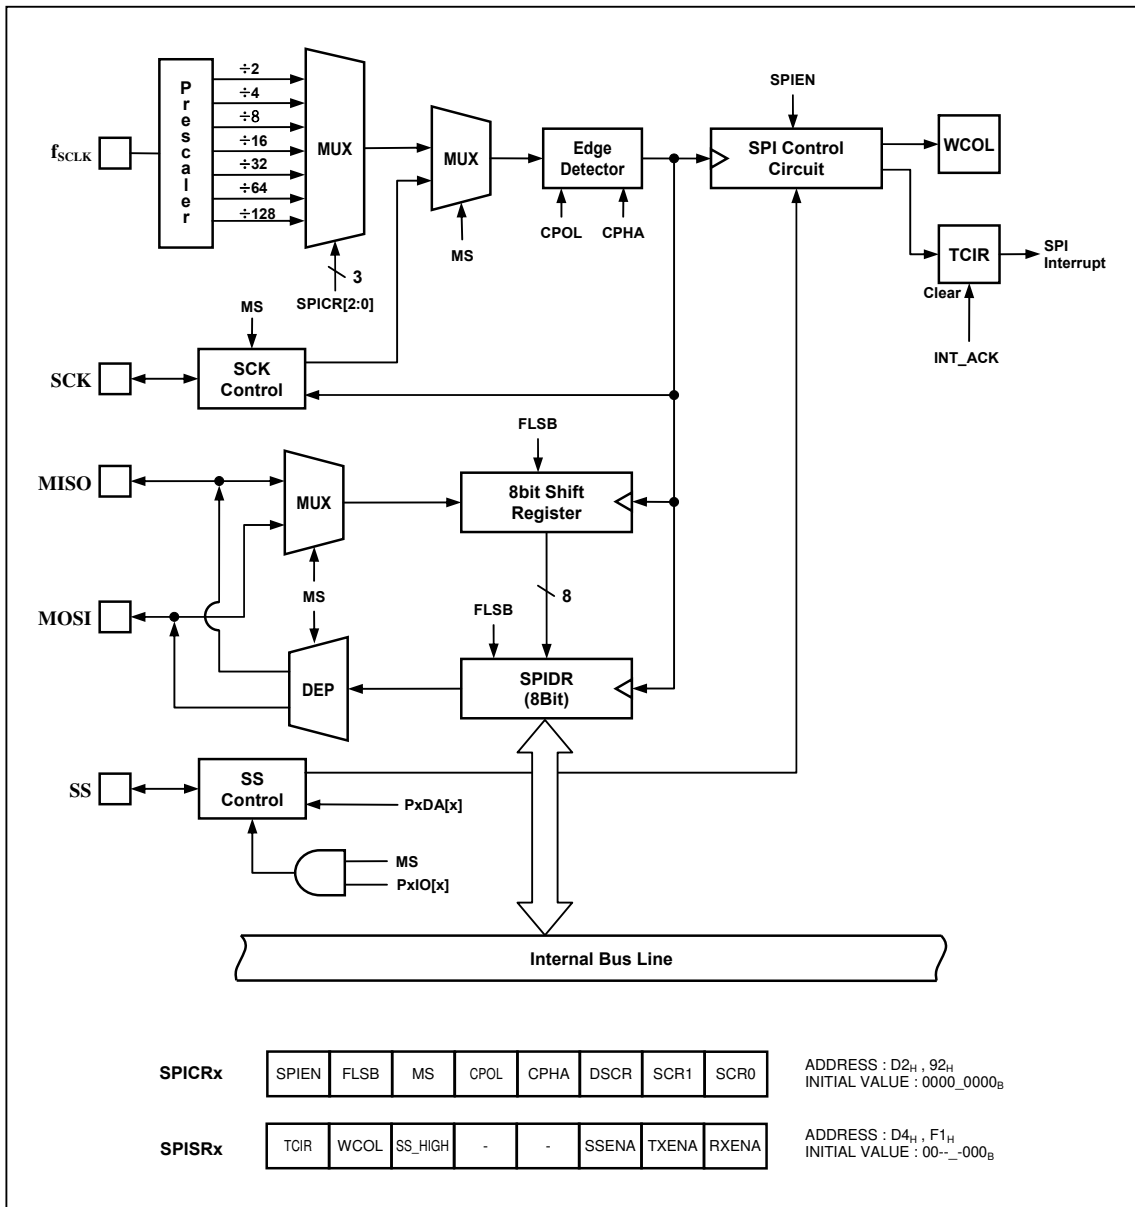 fSCLK
Prescaler
÷2
÷4
÷8
÷16
÷32
÷64
÷128
MUX
3
SPICR[2:0]
MUX
MS
Edge
Detector
CPOL
CPHA
SPIEN
SPI Control
Circuit
WCOL
TCIR
Clear
SPI
Interrupt
INT_ACK
MS
SCK
SCK
Control
MISO
MUX
FLSB
8bit Shift
Register
MS
8
MOSI
FLSB
DEP
SPIDR
(8Bit)
SS
SS
Control
PxDA[x]
MS
PxIO[x]
Internal Bus Line
SPICRx SPIEN FLSB MS CPOL CPHA DSCR SCR1 SCR0
ADDRESS : D2H , 92H
INITIAL VALUE : 0000_0000B
SPISRx TCIR WCOL SS_HIGH - - SSENA TXENA RXENA
ADDRESS : D4H , F1H
INITIAL VALUE : 00--_-000B